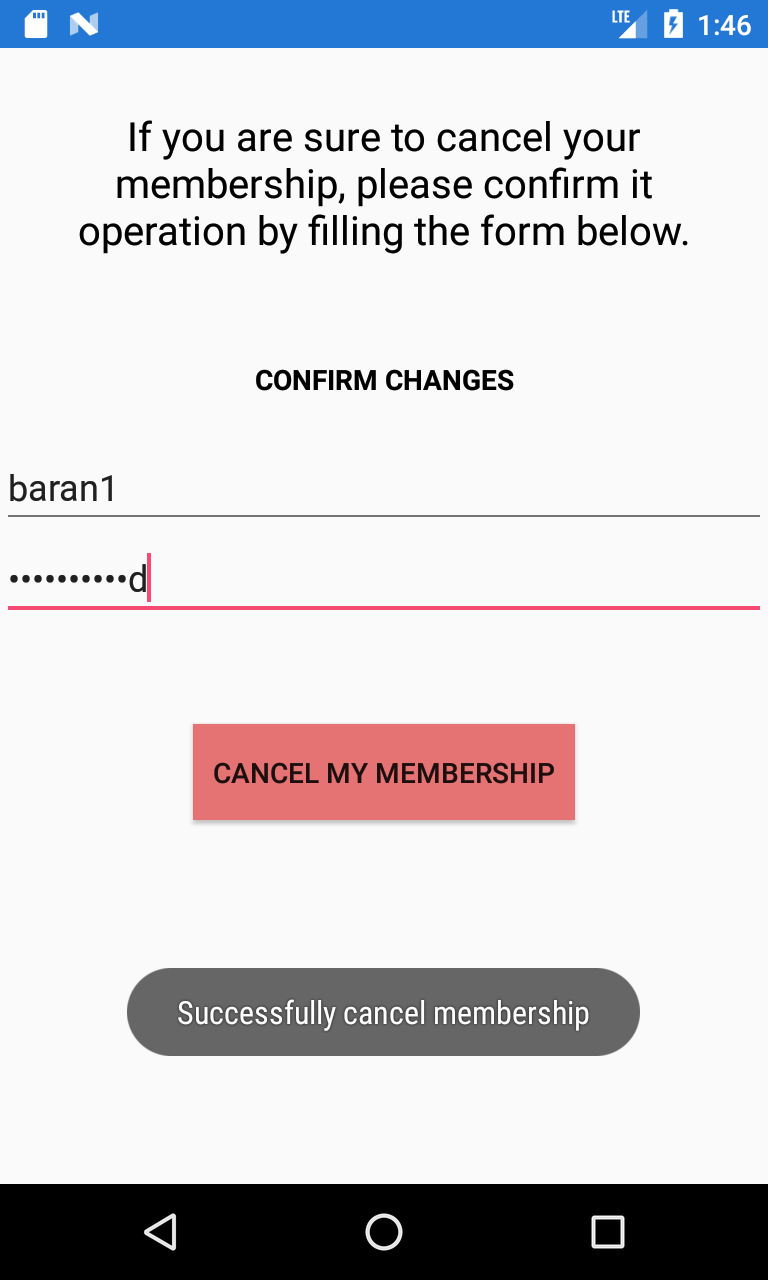 LTE 1:46
If you are sure to cancel your
membership, please confirm it
operation by filling the form below.
CONFIRM CHANGES
baran1
••••••••••d
CANCEL MY MEMBERSHIP
Successfully cancel membership